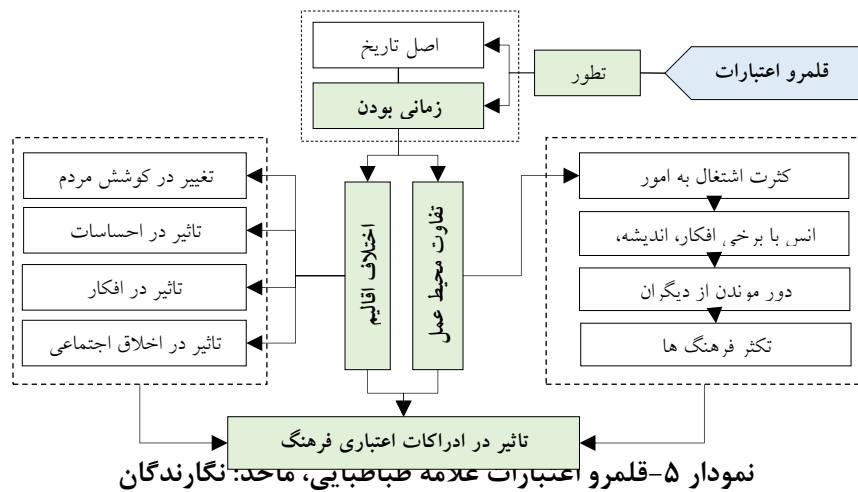 قلمرو اعتبارات
تطور
اصل تاریخ
زمانی بودن
اختلاف اقالیم
تفاوت محیط عمل
کثرت اشتغال به امور
انس با برخی افکار، اندیشه،
دور موندن از دیگران
تکثر فرهنگ ها
تغییر در کوشش مردم
تاثیر در احساسات
تاثیر در افکار
تاثیر در اخلاق اجتماعی
تاثیر در ادراکات اعتباری فرهنگ
نمودار ۵-قلمرو اعتبارات علامه طباطبایی، ماخذ: نگارندگان